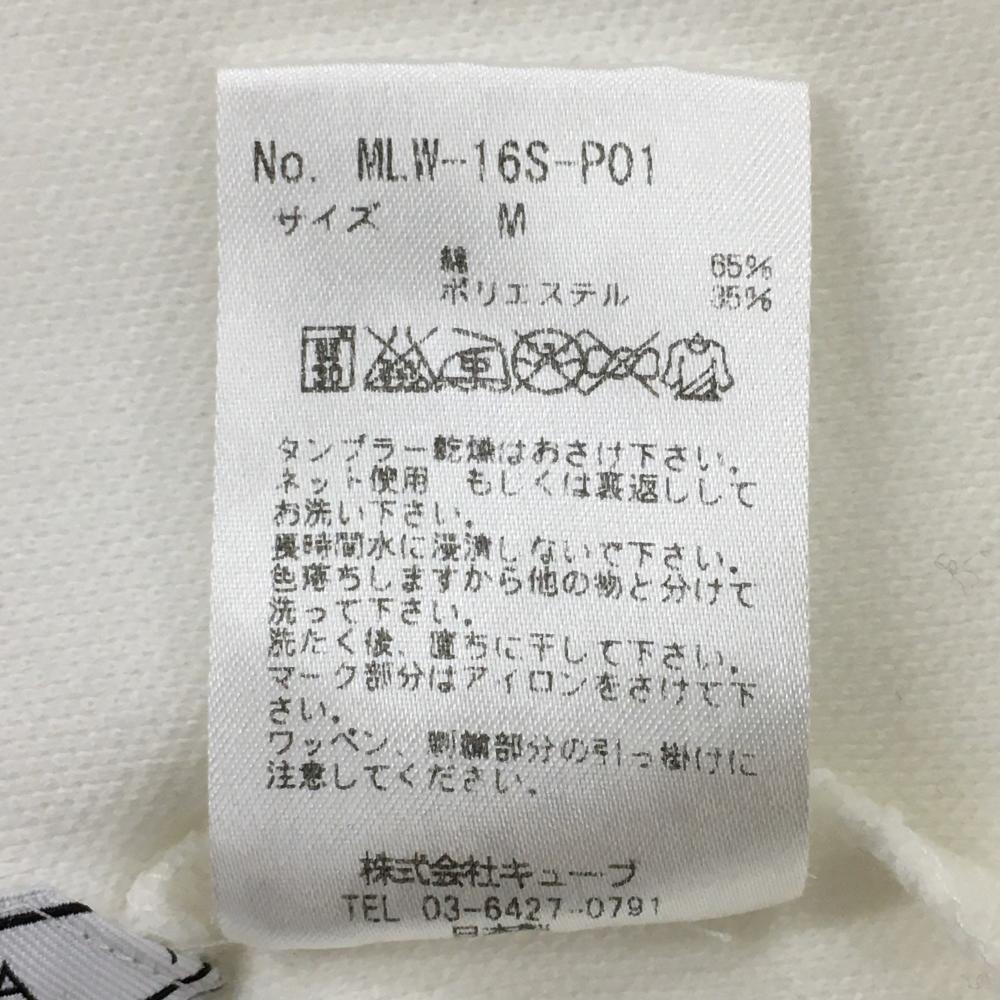 No. MLW-16S-P01
サイズ M
綿 65%
ポリエステル 35%
タンブラー乾燥はおさけ下さい。
ネット使用 もしくは裏返しして
お洗い下さい。
長時間水に浸漬しないで下さい。
色落ちしますから他の物と分けて
洗って下さい。
洗たく後、直ちに干して下さい。
マーク部分はアイロンをさけて下
さい。
ワッペン、刺繍部分の引っ掛けに
注意してください。
株式会社キューブ
TEL 03-6427-0791
日本製